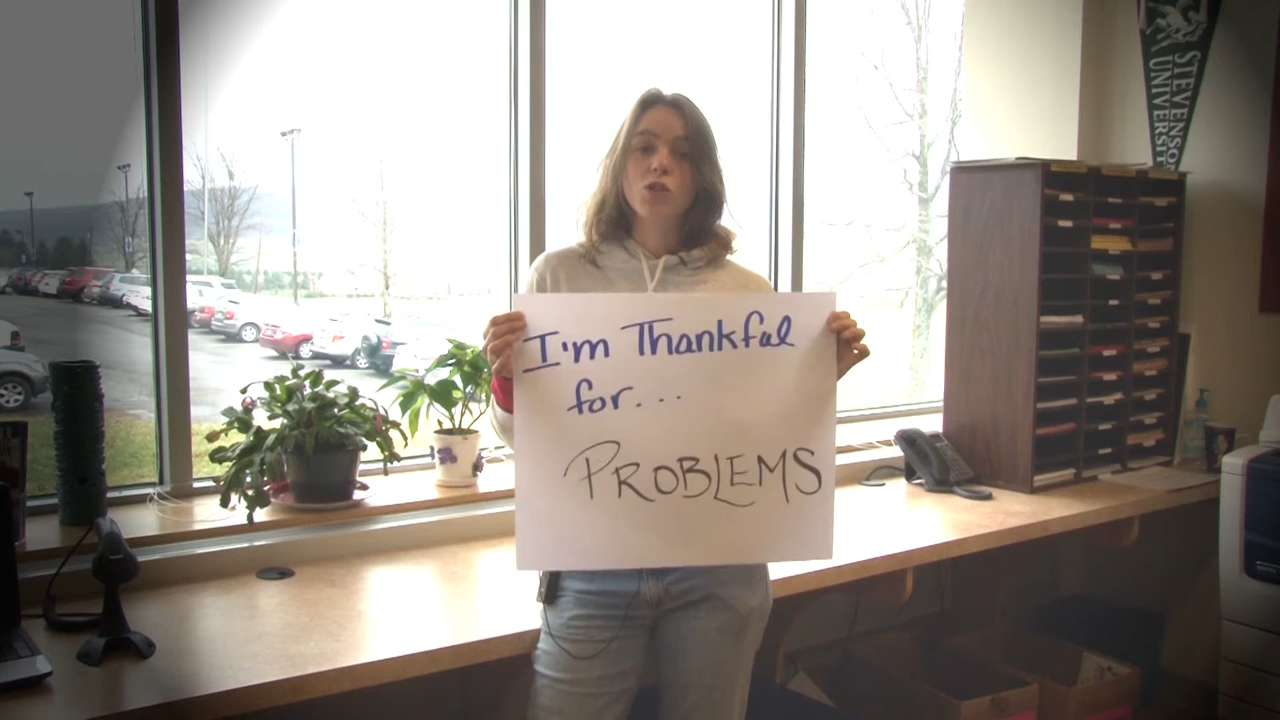 I'm Thankful
for...
PROBLEMS
STEVENSON
UNIVERSITY